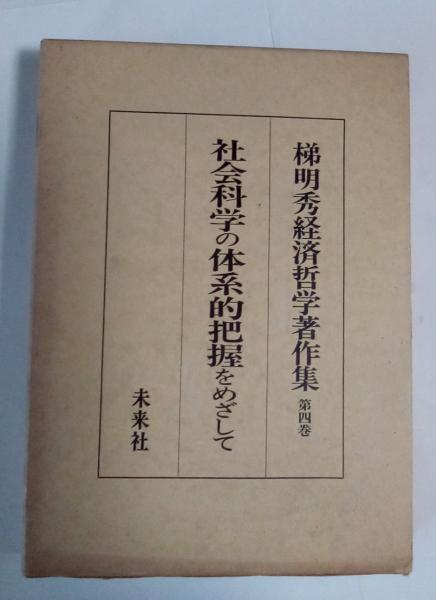 梯明秀経済哲学著作集 第四巻
社会科学の体系的把握をめざして
未来社